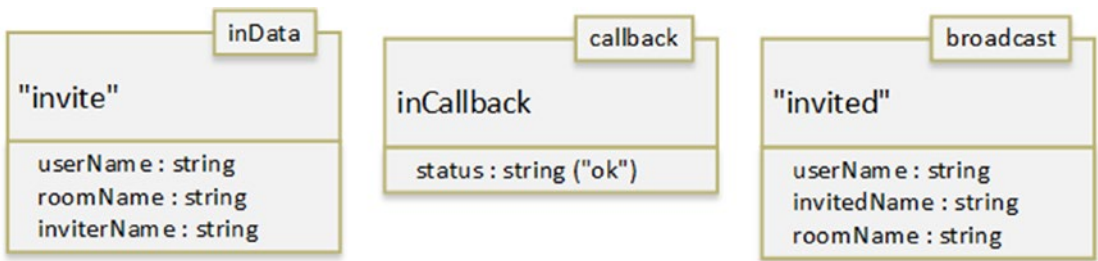 inData
"invite"
userName : string
roomName : string
inviterName : string
callback
inCallback
status : string ("ok")
broadcast
"invited"
userName : string
invitedName : string
roomName : string